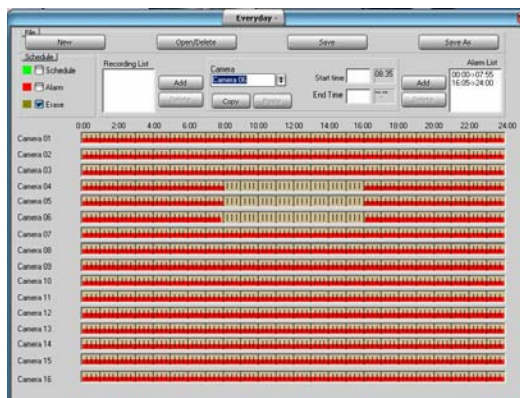 Everyday -
File
New
Open/Delete
Save
Save As
Schedule
Schedule
Alarm
Erase
Recording List
Add
Delete
Camera
Camera 06
Copy
Paste
Start time
08:35
End Time
--:--
Add
Delete
Alarm List
00:00->07:55
16:05->24:00
0:00 2:00 4:00 6:00 8:00 10:00 12:00 14:00 16:00 18:00 20:00 22:00 24:00
Camera 01
Camera 02
Camera 03
Camera 04
Camera 05
Camera 06
Camera 07
Camera 08
Camera 09
Camera 10
Camera 11
Camera 12
Camera 13
Camera 14
Camera 15
Camera 16